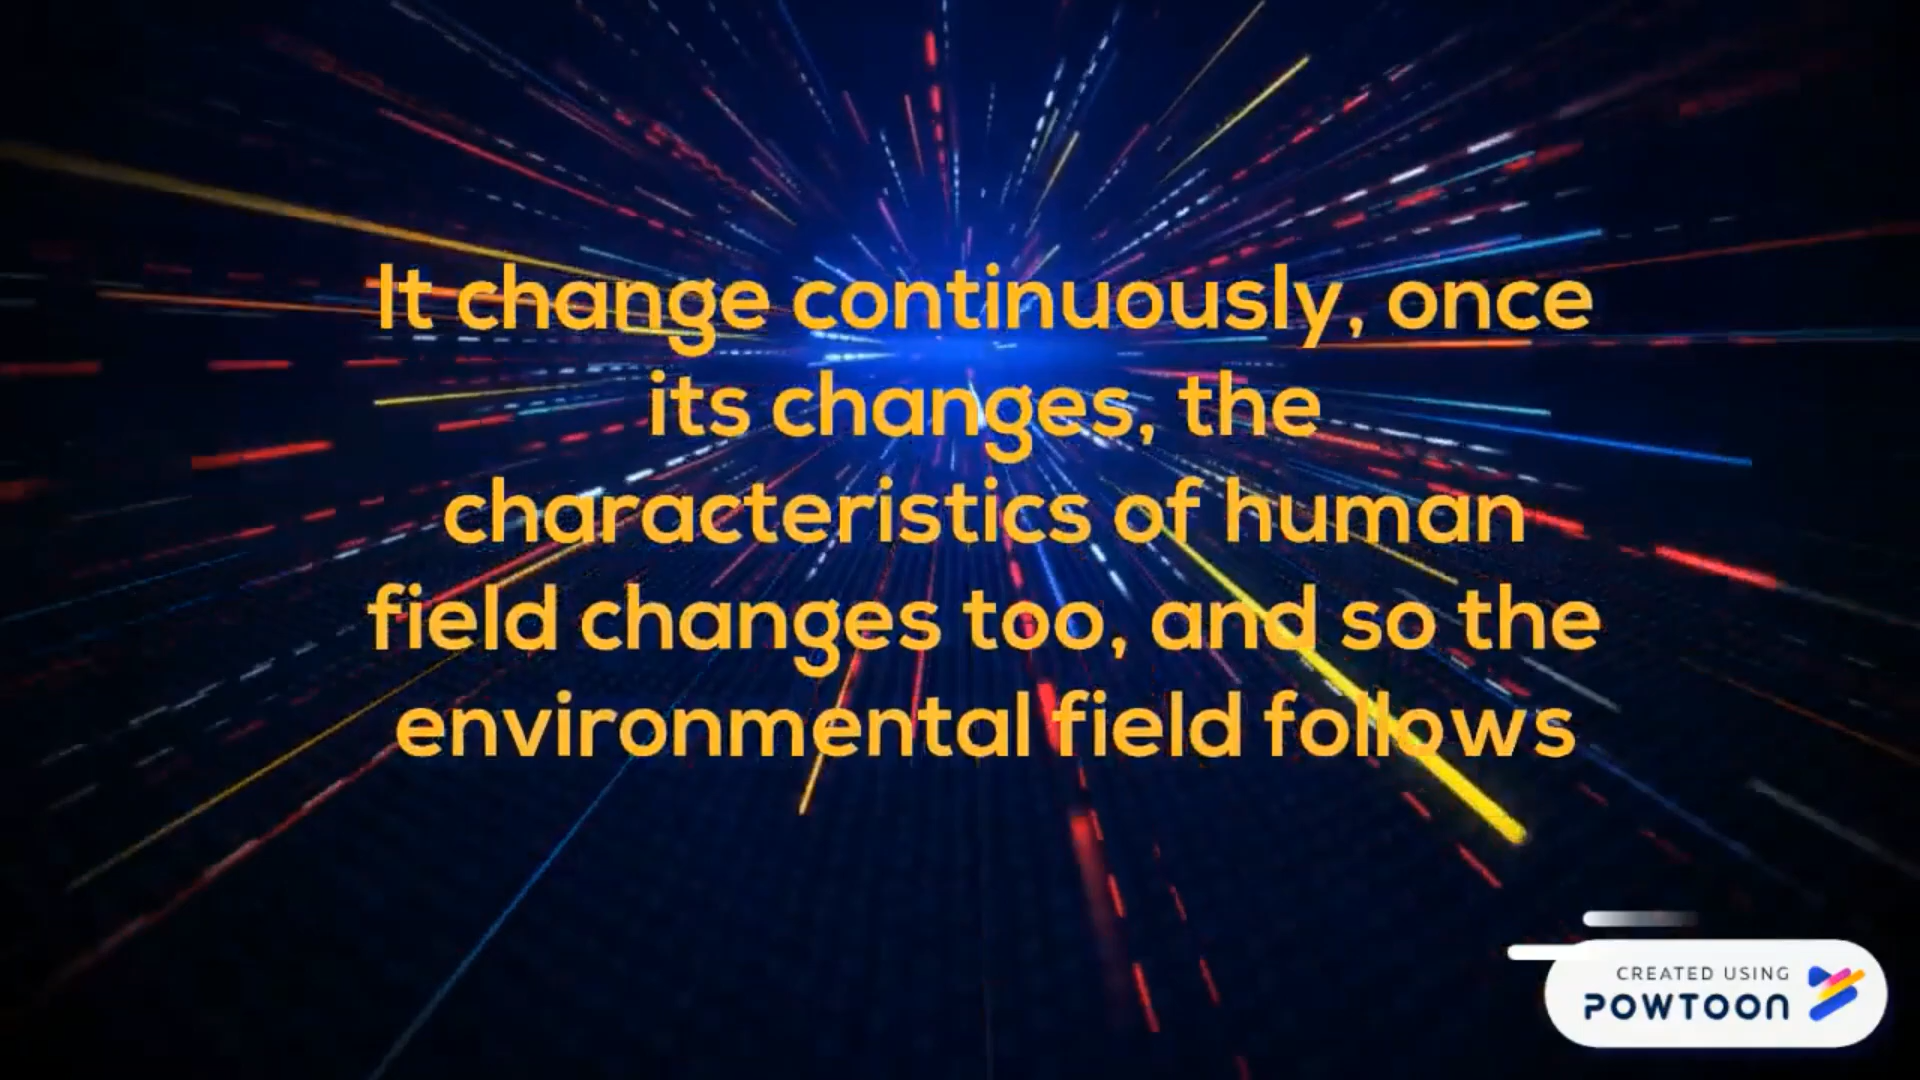 It change continuously, once
its changes, the
characteristics of human
field changes too, and so the
environmental field follows
CREATED USING
POWTOON